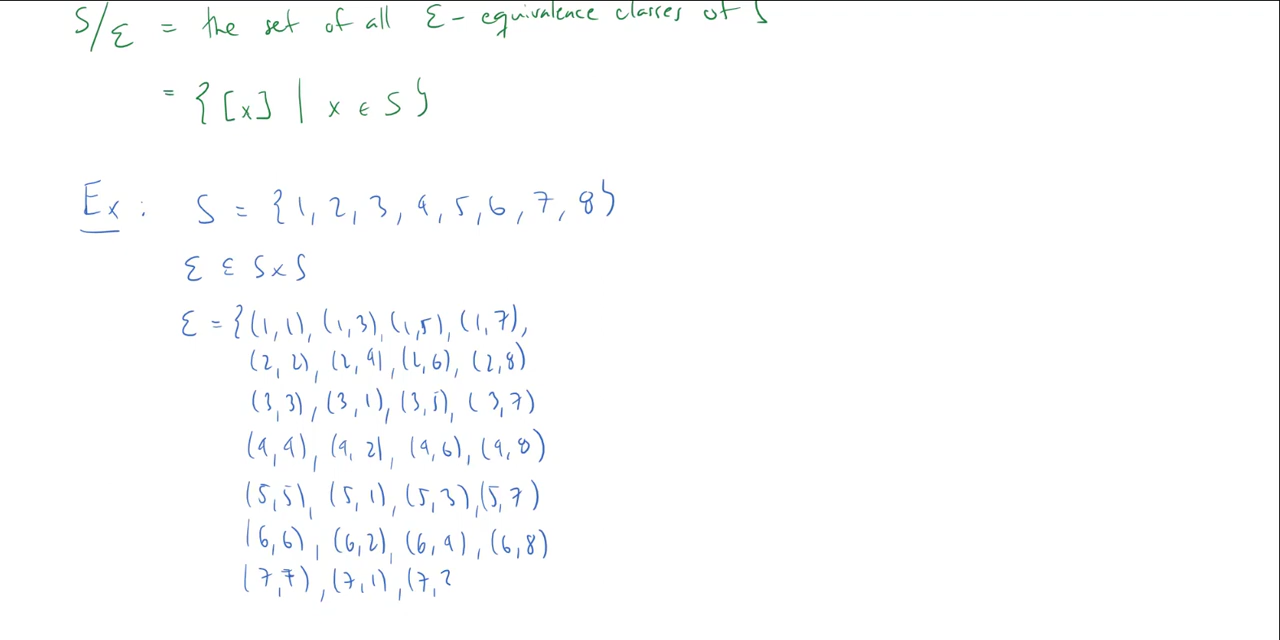 S/ℰ = the set of all ℰ - equivalence classes of S
= {[x] | x ∈ S}
Ex: S = {1, 2, 3, 4, 5, 6, 7, 8}
ℰ ∈ S×S
ℰ = {(1,1), (1,3), (1,5), (1,7),
(2,2), (2,4), (2,6), (2,8)
(3,3), (3,1), (3,5), (3,7)
(4,4), (4,2), (4,6), (4,8)
(5,5), (5,1), (5,3), (5,7)
(6,6), (6,2), (6,4), (6,8)
(7,7), (7,1), (7,